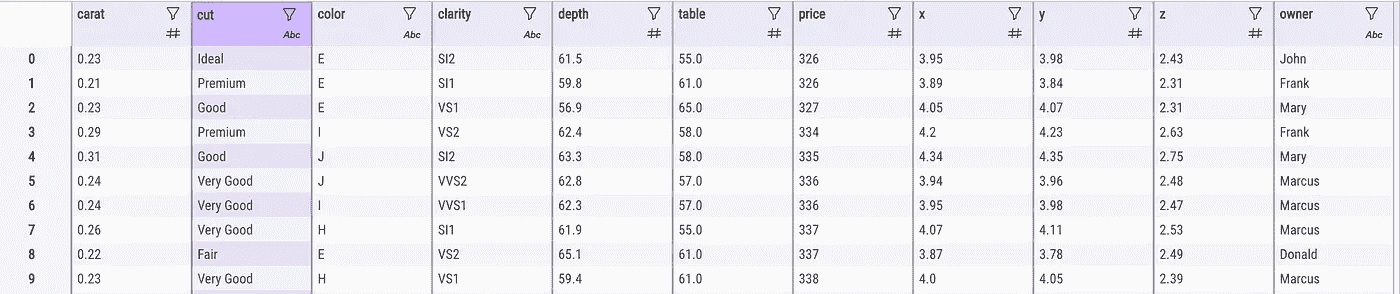 carat cut color clarity depth table price x y z owner
# Abc Abc Abc # # # # # # Abc
0 0.23 Ideal E SI2 61.5 55.0 326 3.95 3.98 2.43 John
1 0.21 Premium E SI1 59.8 61.0 326 3.89 3.84 2.31 Frank
2 0.23 Good E VS1 56.9 65.0 327 4.05 4.07 2.31 Mary
3 0.29 Premium I VS2 62.4 58.0 334 4.2 4.23 2.63 Frank
4 0.31 Good J SI2 63.3 58.0 335 4.34 4.35 2.75 Mary
5 0.24 Very Good J VVS2 62.8 57.0 336 3.94 3.96 2.48 Marcus
6 0.24 Very Good I VVS1 62.3 57.0 336 3.95 3.98 2.47 Marcus
7 0.26 Very Good H SI1 61.9 55.0 337 4.07 4.11 2.53 Marcus
8 0.22 Fair E VS2 65.1 61.0 337 3.87 3.78 2.49 Donald
9 0.23 Very Good H VS1 59.4 61.0 338 4.0 4.05 2.39 Marcus